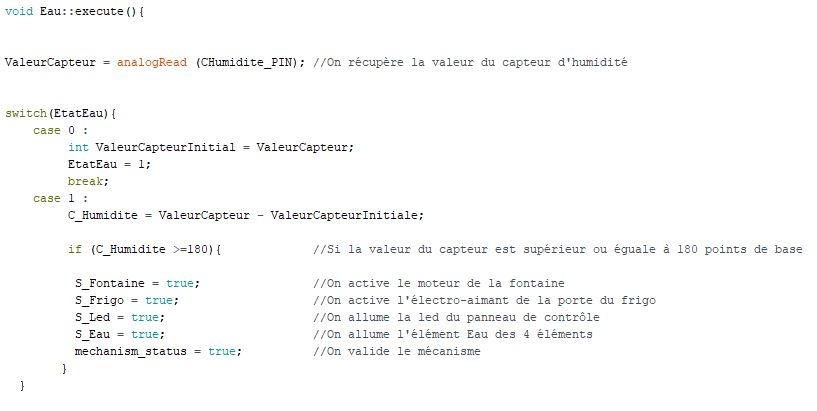 void Eau::execute(){
ValeurCapteur = analogRead (CHumidite_PIN); //On récupère la valeur du capteur d'humidité
switch(EtatEau){
case 0 :
int ValeurCapteurInitial = ValeurCapteur;
EtatEau = 1;
break;
case 1 :
C_Humidite = ValeurCapteur - ValeurCapteurInitiale;
if (C_Humidite >=180){ //Si la valeur du capteur est supérieur ou éguale à 180 points de base
S_Fontaine = true; //On active le moteur de la fontaine
S_Frigo = true; //On active l'électro-aimant de la porte du frigo
S_Led = true; //On allume la led du panneau de contrôle
S_Eau = true; //On allume l'élément Eau des 4 éléments
mechanism_status = true; //On valide le mécanisme
}
}